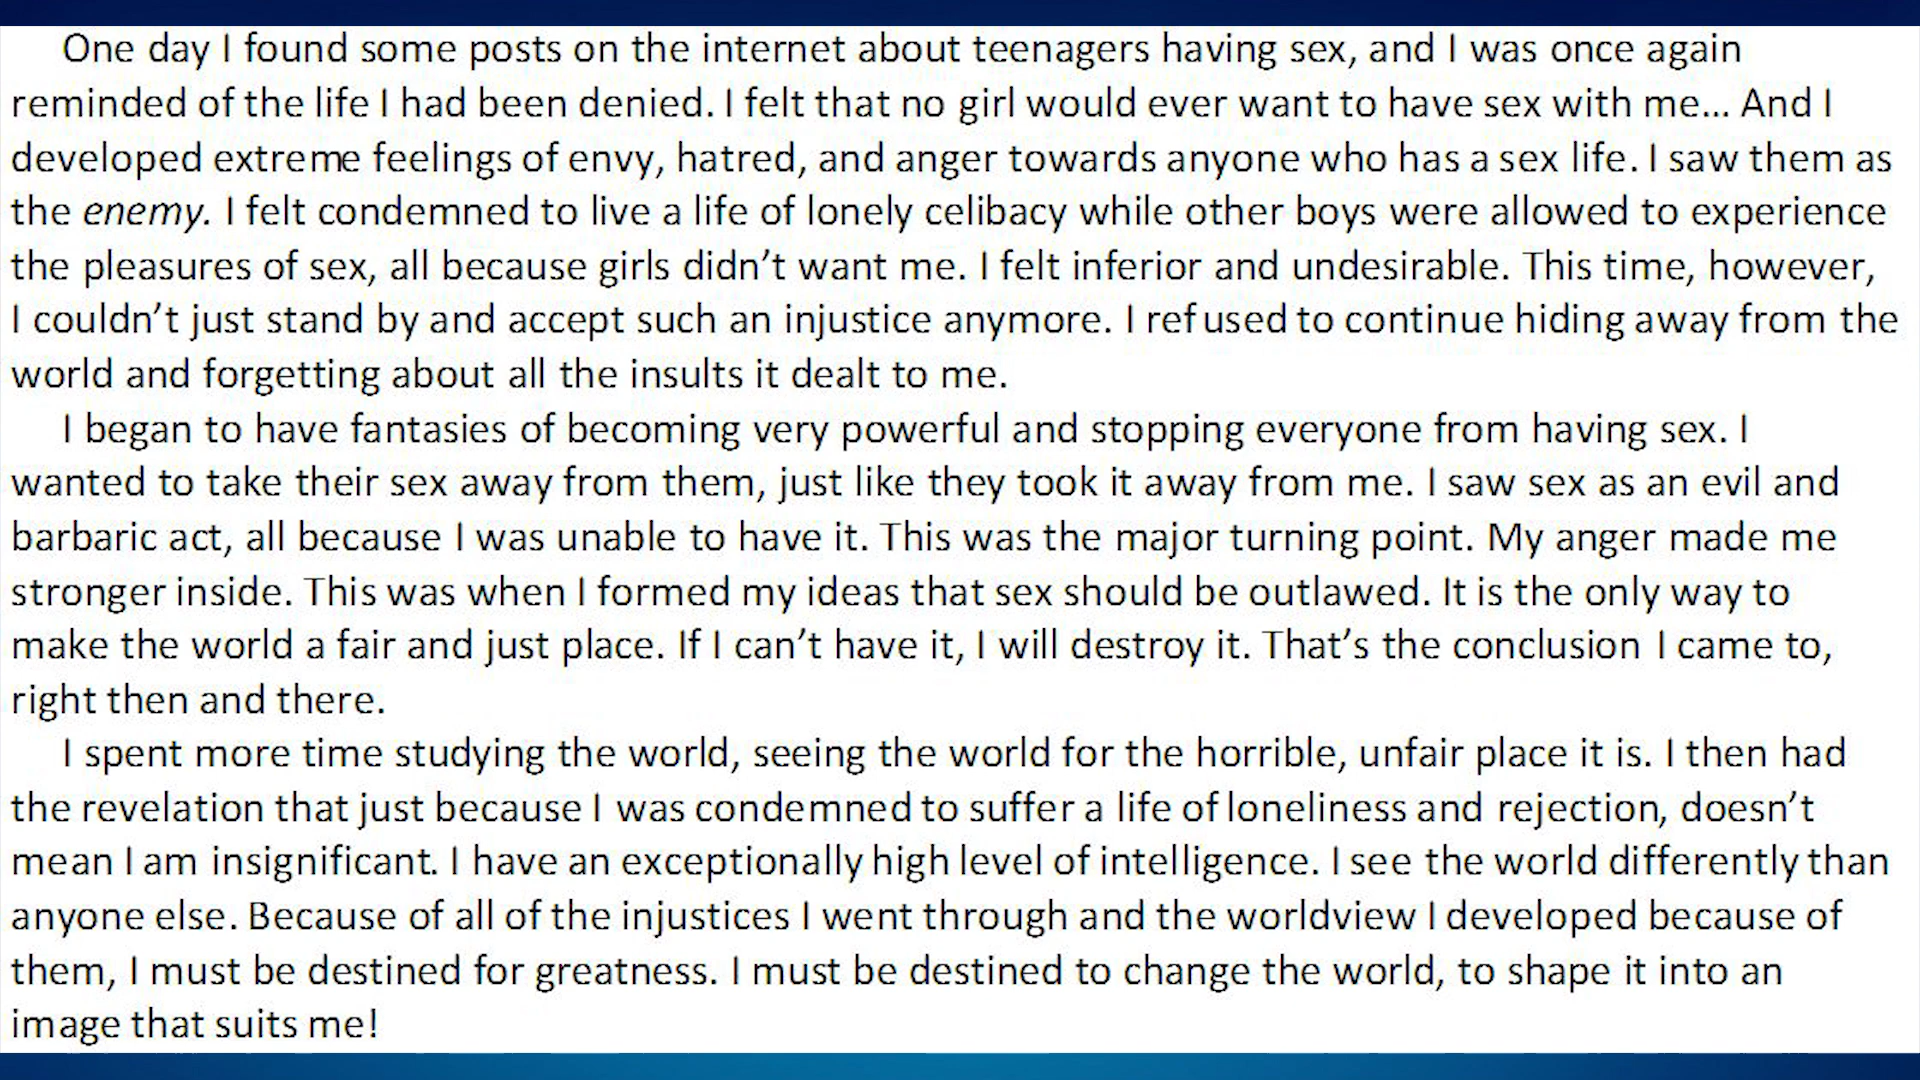 One day I found some posts on the internet about teenagers having sex, and I was once again
reminded of the life I had been denied. I felt that no girl would ever want to have sex with me... And I
developed extreme feelings of envy, hatred, and anger towards anyone who has a sex life. I saw them as
the enemy. I felt condemned to live a life of lonely celibacy while other boys were allowed to experience
the pleasures of sex, all because girls didn't want me. I felt inferior and undesirable. This time, however,
I couldn't just stand by and accept such an injustice anymore. I refused to continue hiding away from the
world and forgetting about all the insults it dealt to me.
I began to have fantasies of becoming very powerful and stopping everyone from having sex. I
wanted to take their sex away from them, just like they took it away from me. I saw sex as an evil and
barbaric act, all because I was unable to have it. This was the major turning point. My anger made me
stronger inside. This was when I formed my ideas that sex should be outlawed. It is the only way to
make the world a fair and just place. If I can't have it, I will destroy it. That's the conclusion I came to,
right then and there.
I spent more time studying the world, seeing the world for the horrible, unfair place it is. I then had
the revelation that just because I was condemned to suffer a life of loneliness and rejection, doesn't
mean I am insignificant. I have an exceptionally high level of intelligence. I see the world differently than
anyone else. Because of all of the injustices I went through and the worldview I developed because of
them, I must be destined for greatness. I must be destined to change the world, to shape it into an
image that suits me!